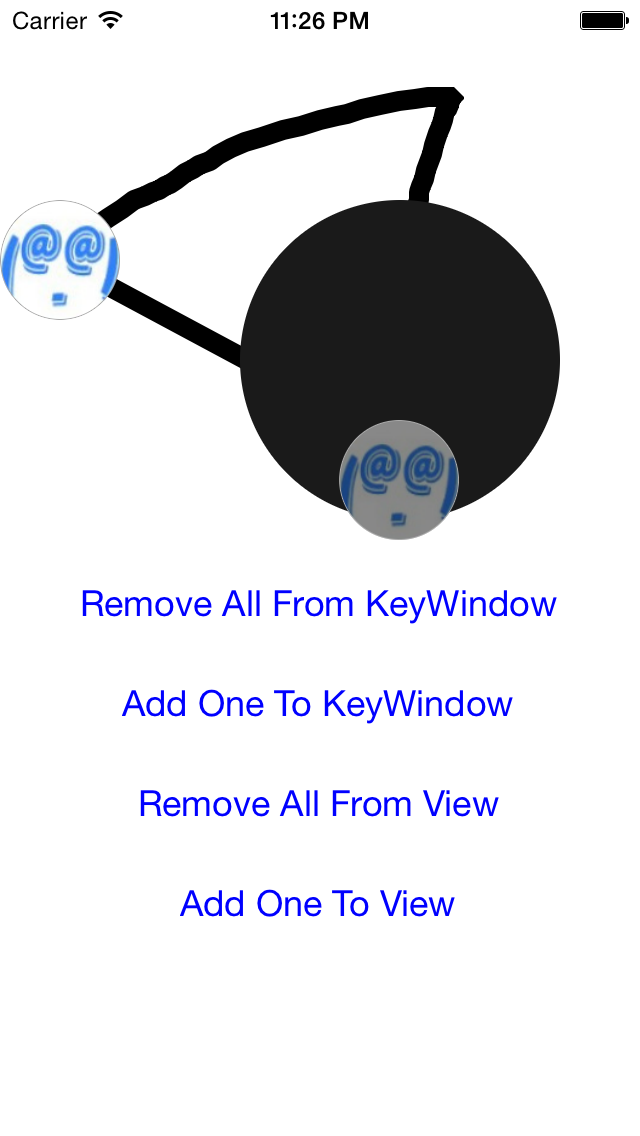 Carrier 11:26 PM
@@
@@
Remove All From KeyWindow
Add One To KeyWindow
Remove All From View
Add One To View